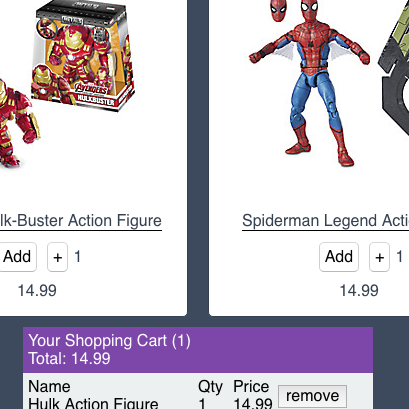 METALS
AVENGERS
HULKBUSTER
lk-Buster Action Figure
Spiderman Legend Acti
Add + 1
Add + 1
14.99
14.99
Your Shopping Cart (1)
Total: 14.99
Name Qty Price
Hulk Action Figure 1 14.99 remove